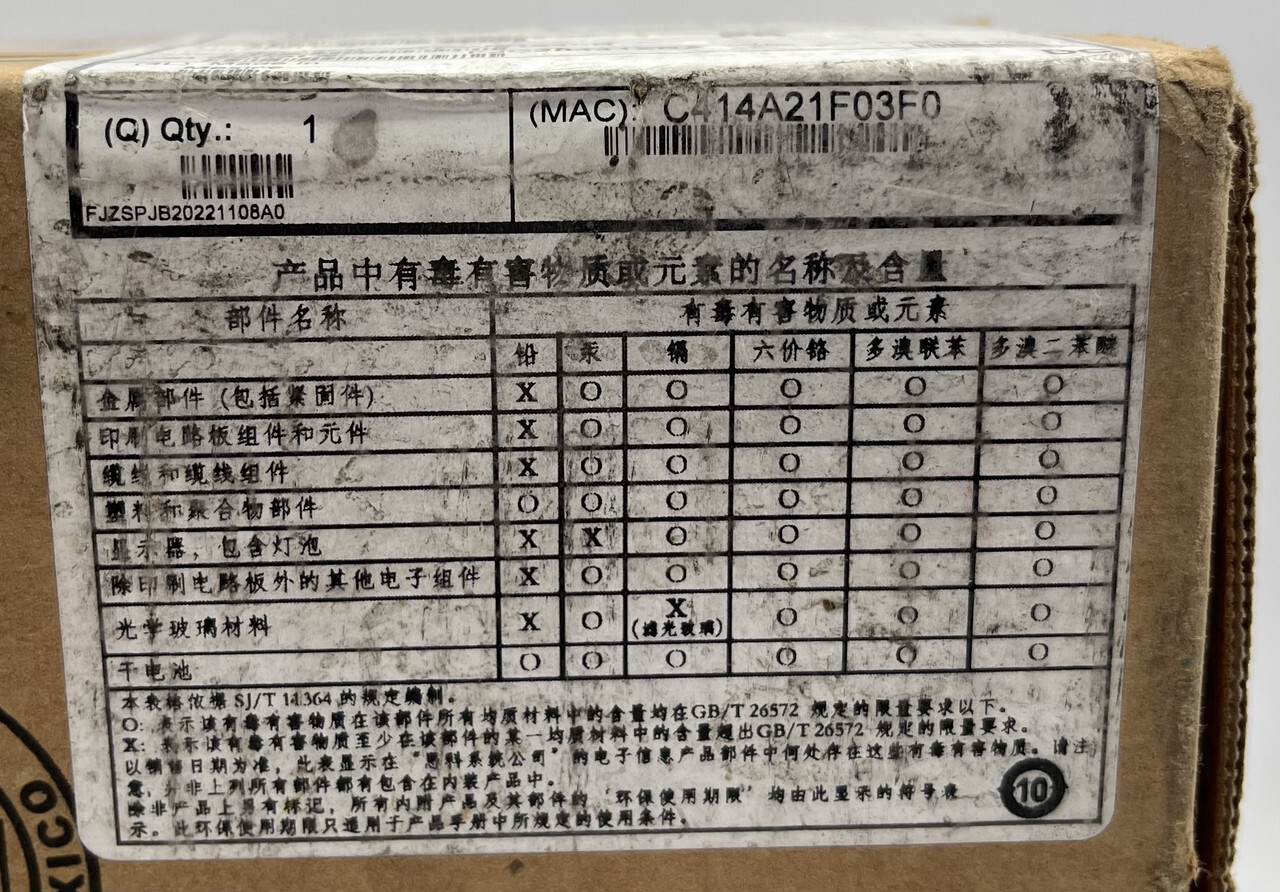 (Q) Qty.: 1
(MAC): C414A21F03F0
FJZSPJB20221108A0
产品中有毒有害物质或元素的名称及含量
部件名称 有毒有害物质或元素
铅 汞 镉 六价铬 多溴联苯 多溴二苯醚
金属部件 (包括紧固件) X O O O O O
印刷电路板组件和元件 X O O O O O
缆线和缆线组件 X O O O O O
塑料和聚合物部件 O O O O O O
显示器，包含灯泡 X X O O O O
除印制电路板外的其他电子组件 X O O O O O
光学玻璃材料 X O X O O O
(滤光玻璃)
干电池 O O O O O O
本表格依据 SJ/T 11364 的规定编制。
O: 表示该有毒有害物质在该部件所有均质材料中的含量均在GB/T 26572 规定的限量要求以下。
X: 表示该有毒有害物质至少在该部件的某一均质材料中的含量超出GB/T 26572 规定的限量要求。
以销售日期为准，此表显示在“思科系统公司”的电子信息产品部件中何处存在这些有毒有害物质。请注
意，并非上列所有部件都有包含在内装产品中。
除非产品上另有标记，所有内附产品及其部件的‘环保使用期限’均由此显示的符号表
示。此环保使用期限只适用于产品手册中所规定的使用条件。
10
XICO